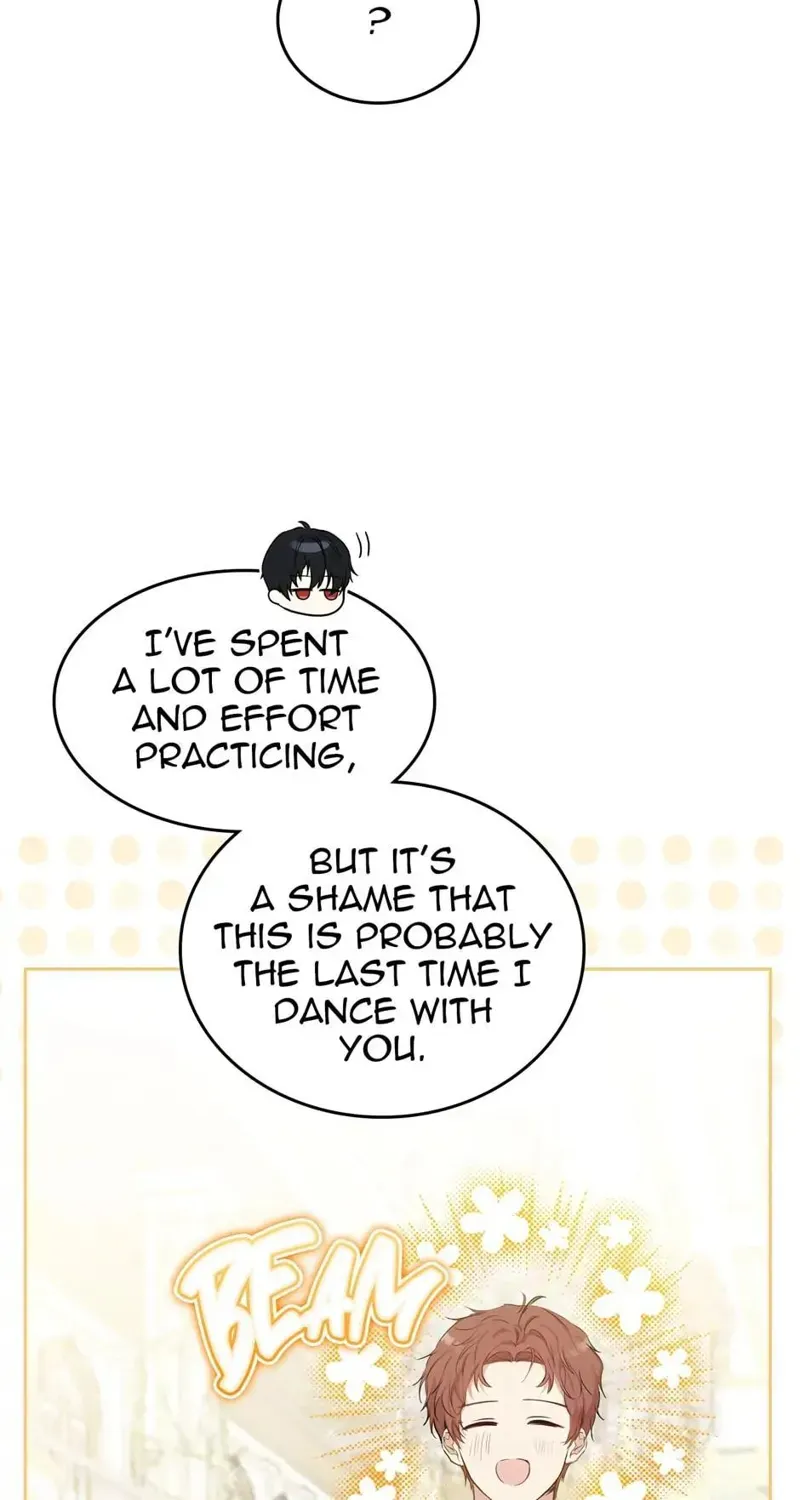 ?
I'VE SPENT
A LOT OF TIME
AND EFFORT
PRACTICING,
BUT IT'S
A SHAME THAT
THIS IS PROBABLY
THE LAST TIME I
DANCE WITH
YOU.
BEAM